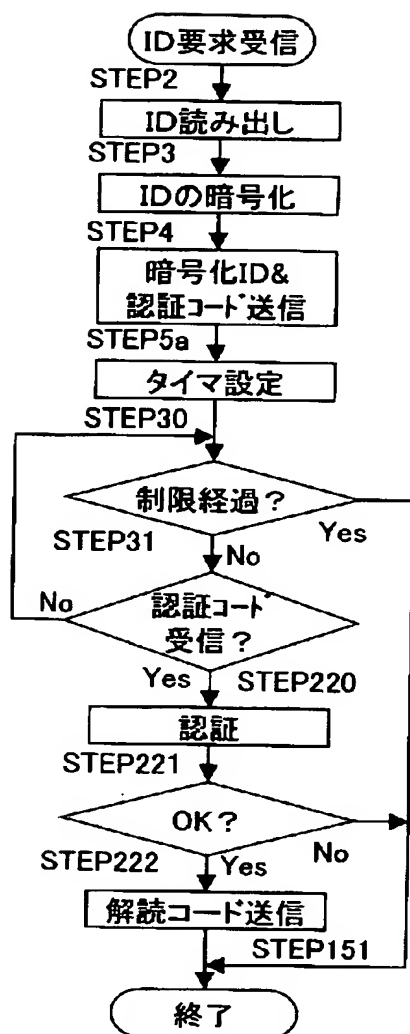 ID要求受信
STEP2
ID読み出し
STEP3
IDの暗号化
STEP4
暗号化ID&
認証コード送信
STEP5a
タイマ設定
STEP30
制限経過？
Yes
STEP31
No
No
認証コード
受信？
Yes
STEP220
認証
STEP221
OK？
No
STEP222
Yes
解読コード送信
STEP151
終了